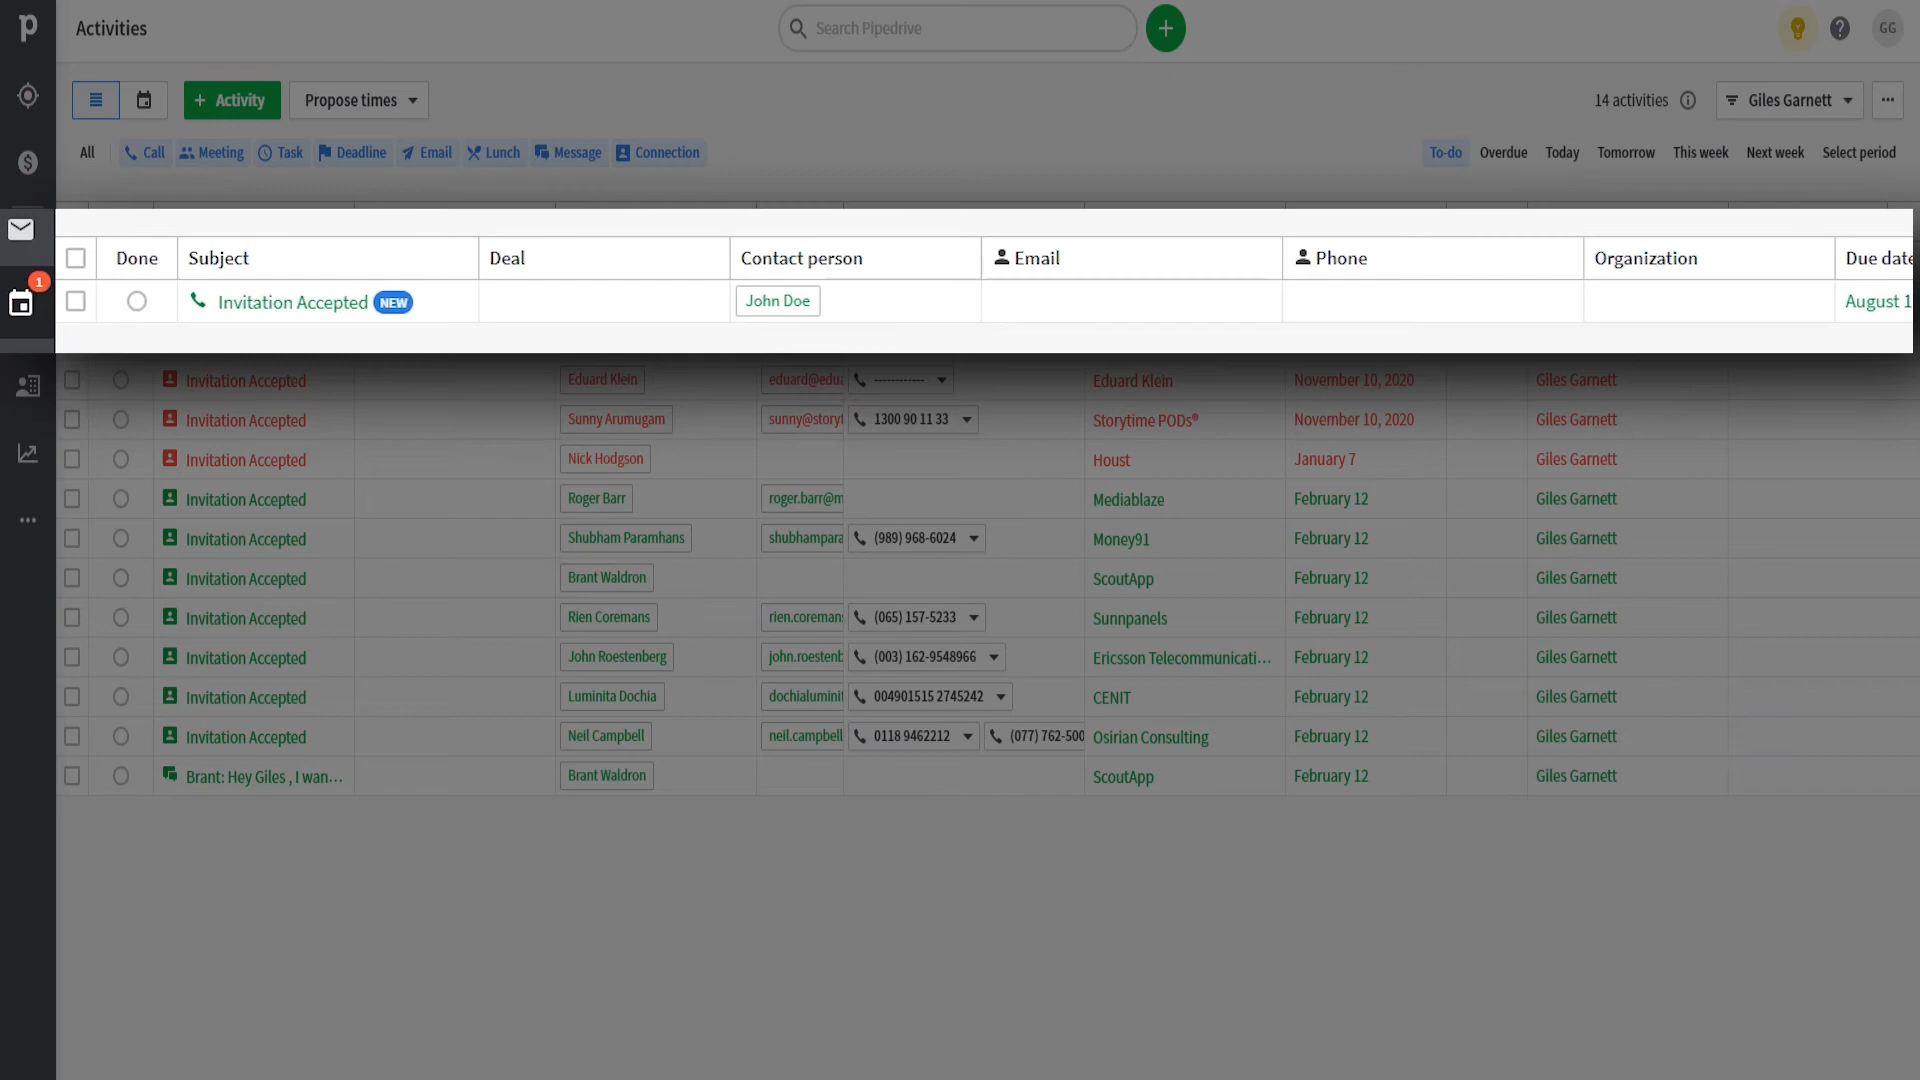 p Activities Search Pipedrive + GG
+ Activity Propose times 14 activities Giles Garnett ...
All Call Meeting Task Deadline Email Lunch Message Connection To-do Overdue Today Tomorrow This week Next week Select period
Done Subject Deal Contact person Email Phone Organization Due date
1
Invitation Accepted NEW John Doe August 1
Invitation Accepted Eduard Klein eduard@edu ------------ Eduard Klein November 10, 2020 Giles Garnett
Invitation Accepted Sunny Arumugam sunny@storyt 1300 90 11 33 Storytime PODs® November 10, 2020 Giles Garnett
Invitation Accepted Nick Hodgson Houst January 7 Giles Garnett
Invitation Accepted Roger Barr roger.barr@m Mediablaze February 12 Giles Garnett
Invitation Accepted Shubham Paramhans shubhampara (989) 968-6024 Money91 February 12 Giles Garnett
Invitation Accepted Brant Waldron ScoutApp February 12 Giles Garnett
Invitation Accepted Rien Coremans rien.coreman (065) 157-5233 Sunnpanels February 12 Giles Garnett
Invitation Accepted John Roestenberg john.roestenb (003) 162-9548966 Ericsson Telecommunicati... February 12 Giles Garnett
Invitation Accepted Luminita Dochia dochialuminit 004901515 2745242 CENIT February 12 Giles Garnett
Invitation Accepted Neil Campbell neil.campbell 0118 9462212 (077) 762-500 Osirian Consulting February 12 Giles Garnett
Brant: Hey Giles , I wan... Brant Waldron ScoutApp February 12 Giles Garnett